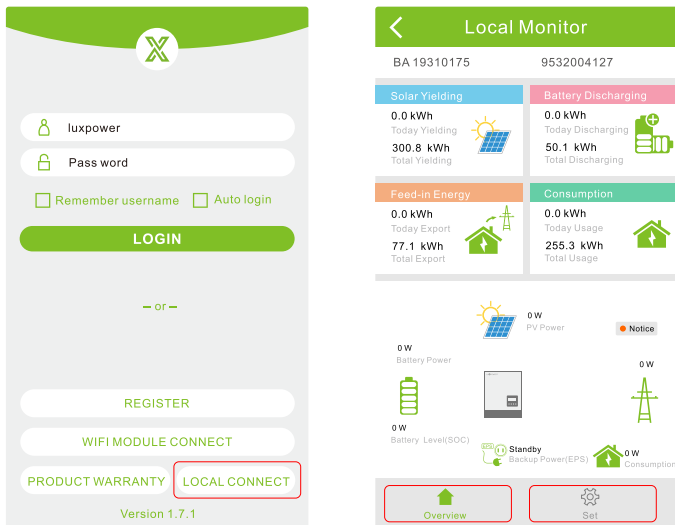 luxpower
Pass word
Remember username
Auto login
LOGIN
– or –
REGISTER
WIFI MODULE CONNECT
PRODUCT WARRANTY
LOCAL CONNECT
Version 1.7.1
Local Monitor
BA 19310175 9532004127
Solar Yielding
0.0 kWh
Today Yielding
300.8 kWh
Total Yielding
Battery Discharging
0.0 kWh
Today Discharging
50.1 kWh
Total Discharging
Feed-in Energy
0.0 kWh
Today Export
77.1 kWh
Total Export
Consumption
0.0 kWh
Today Usage
255.3 kWh
Total Usage
0 W
PV Power
Notice
0 W
Battery Power
0 W
0 W
Battery Level(SOC)
EPS
Standby
Backup Power(EPS)
0 W
Consumption
Overview
Set